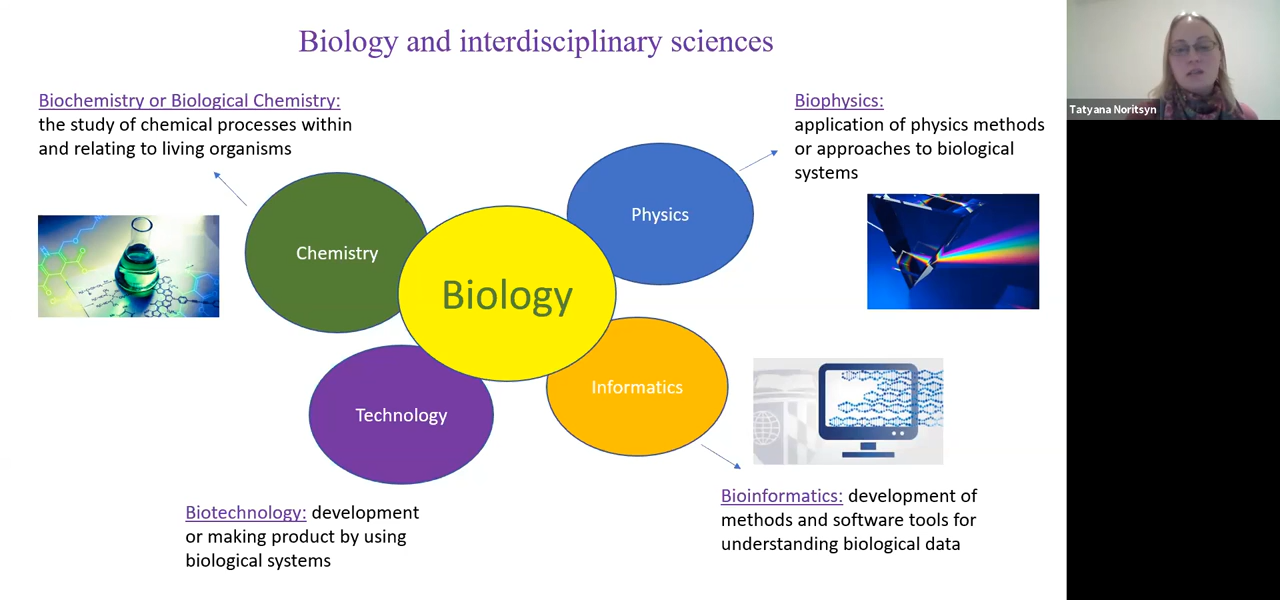 Biology and interdisciplinary sciences
Biochemistry or Biological Chemistry:
the study of chemical processes within
and relating to living organisms
Biophysics:
application of physics methods
or approaches to biological
systems
Tatyana Noritsyn
Physics
Chemistry
Biology
Informatics
Technology
Biotechnology: development
or making product by using
biological systems
Bioinformatics: development of
methods and software tools for
understanding biological data